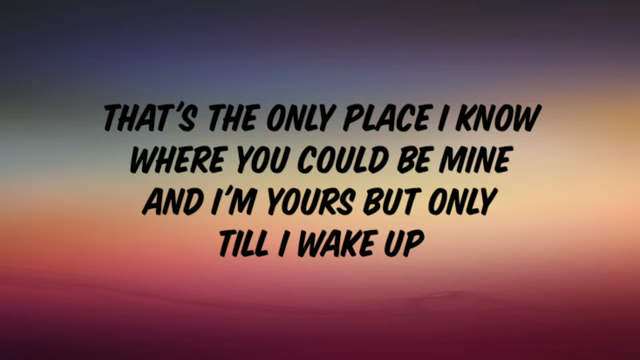 THAT'S THE ONLY PLACE I KNOW
WHERE YOU COULD BE MINE
AND I'M YOURS BUT ONLY
TILL I WAKE UP